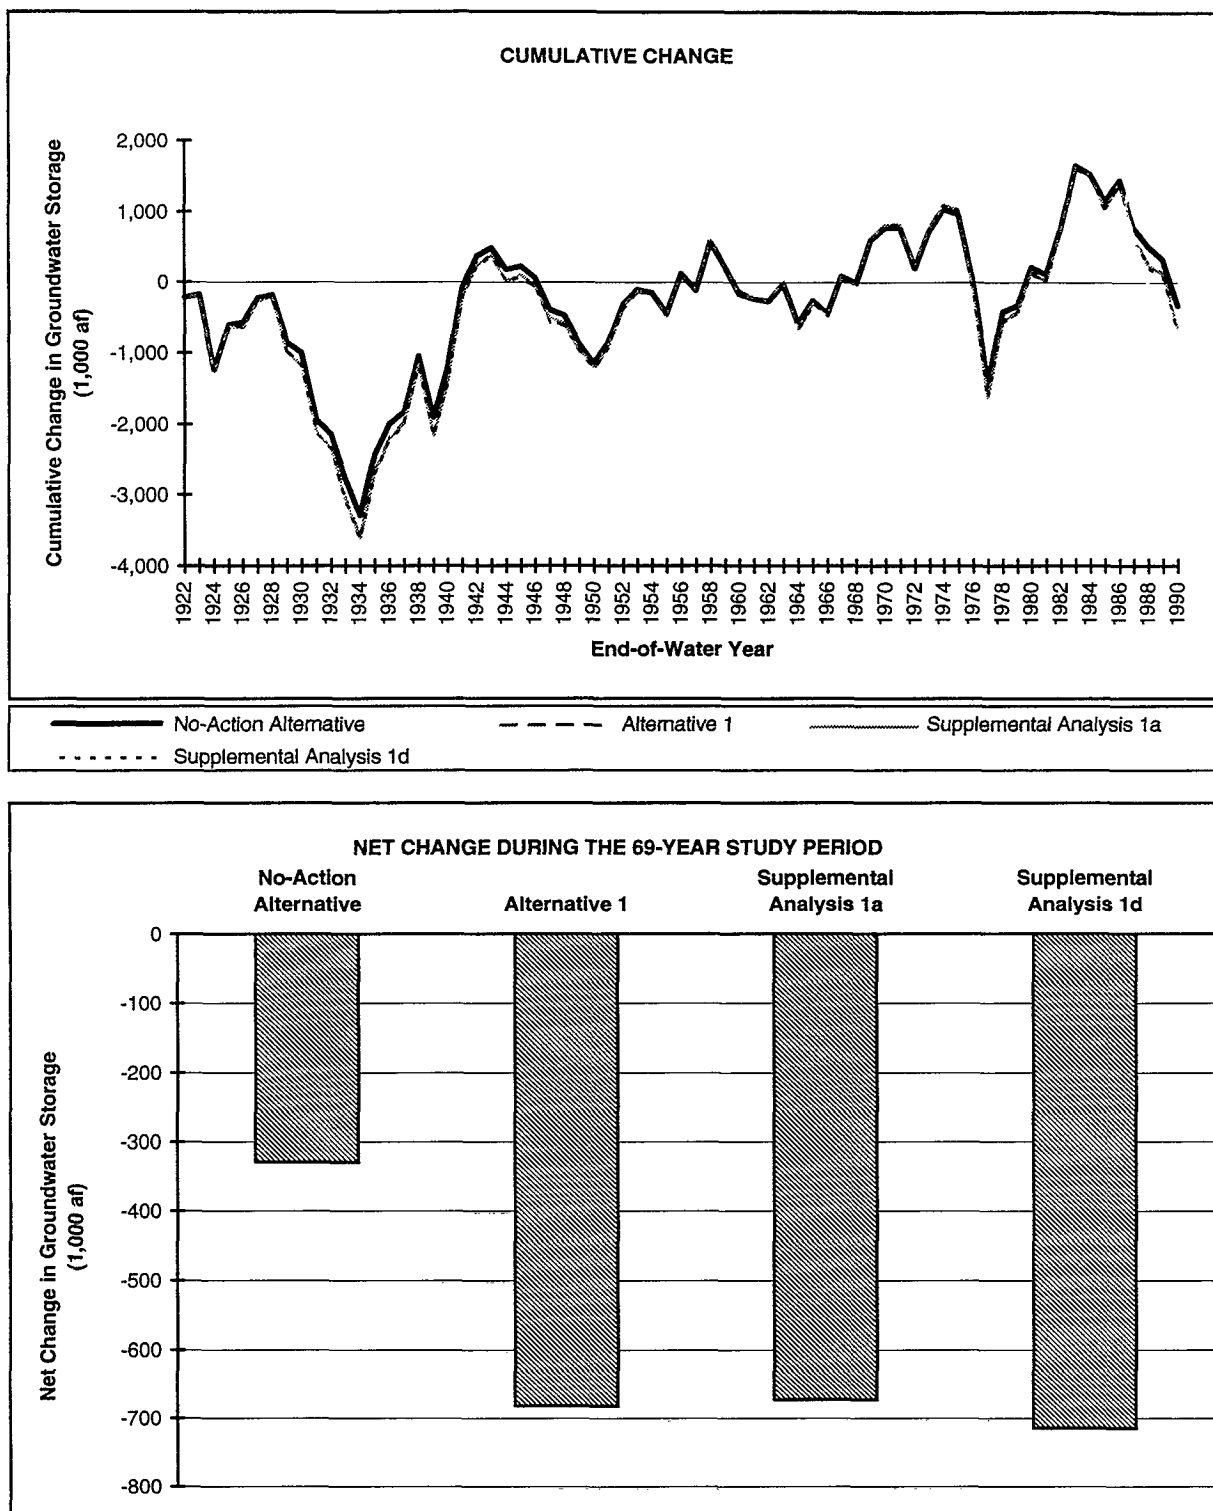 CUMULATIVE CHANGE
Cumulative Change in Groundwater Storage
(1,000 af)
2,000
1,000
0
-1,000
-2,000
-3,000
-4,000
1922 1924 1926 1928 1930 1932 1934 1936 1938 1940 1942 1944 1946 1948 1950 1952 1954 1956 1958 1960 1962 1964 1966 1968 1970 1972 1974 1976 1978 1980 1982 1984 1986 1988 1990
End-of-Water Year
No-Action Alternative Alternative 1 Supplemental Analysis 1a
Supplemental Analysis 1d
NET CHANGE DURING THE 69-YEAR STUDY PERIOD
No-Action Supplemental Supplemental
Alternative Alternative 1 Analysis 1a Analysis 1d
Net Change in Groundwater Storage
(1,000 af)
0
-100
-200
-300
-400
-500
-600
-700
-800